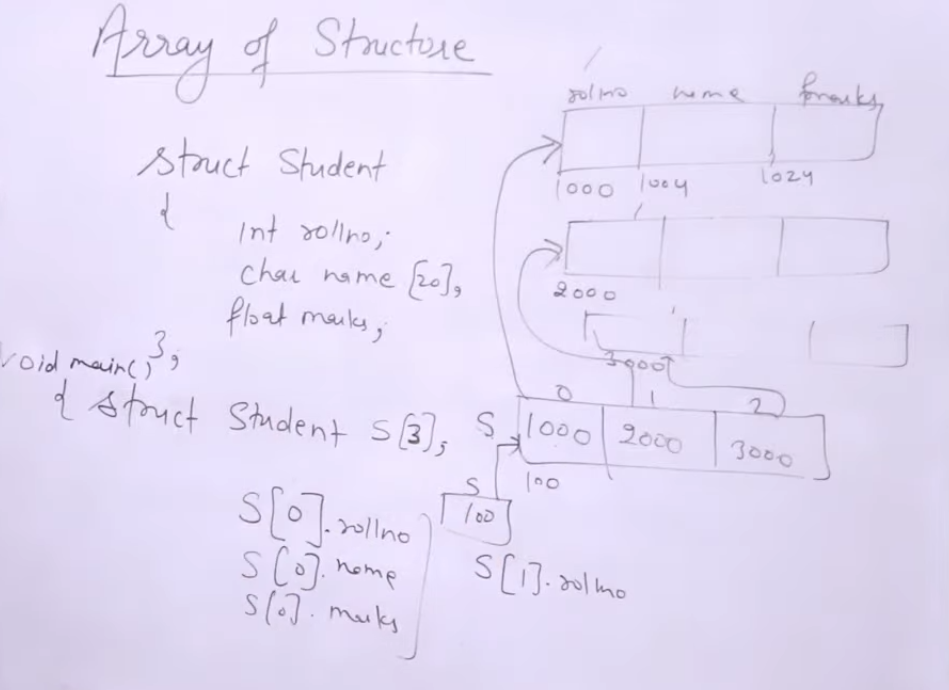 Array of Structure
struct Student
{
int rollno;
char name [20],
float marks;
};
void main()
{ struct Student S[3];
S[0].rollno
S[0].name
S[0].marks
rollno name fmarks
1000 1004 1024
2000
3000
0 1 2
S 1000 2000 3000
100
S
100
S[1].rollno